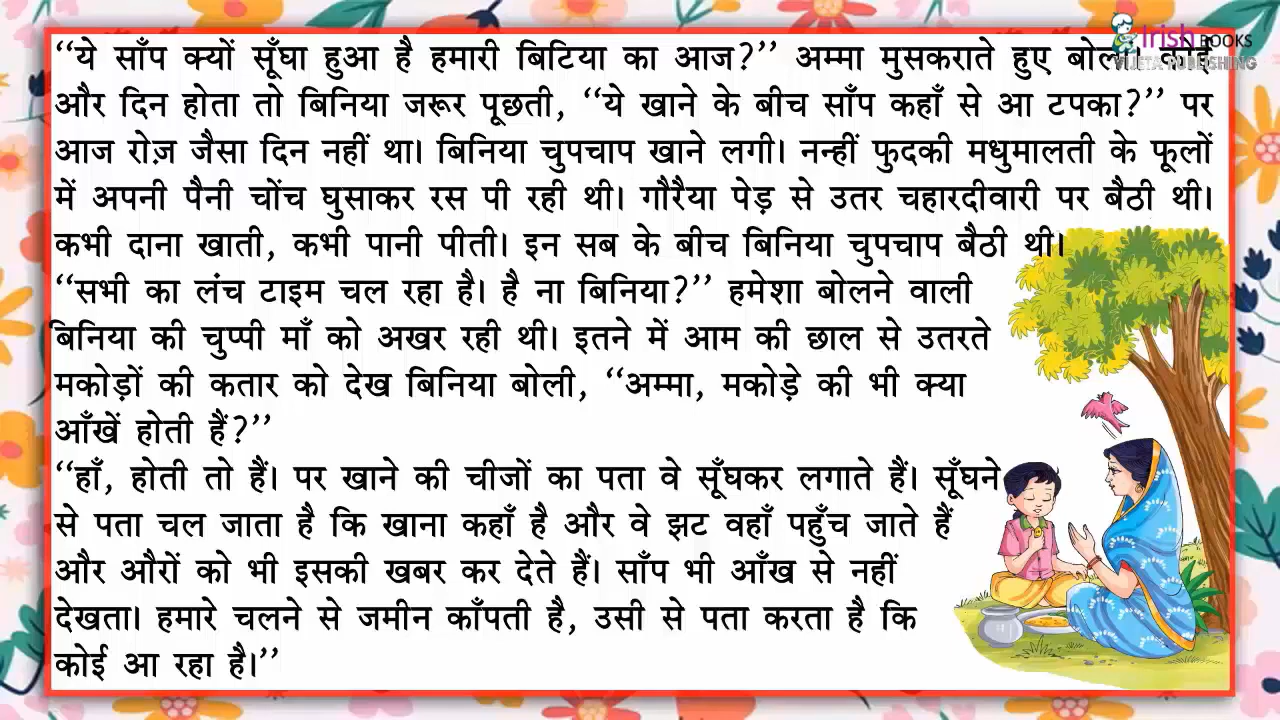 “ये साँप क्यों सूँघा हुआ है हमारी बिटिया का आज?” अम्मा मुसकराते हुए
और दिन होता तो बिनिया जरूर पूछती, “ये खाने के बीच साँप कहाँ से आ टपका?” पर
आज रोज़ जैसा दिन नहीं था। बिनिया चुपचाप खाने लगी। नन्हीं फुदकी मधुमालती के फूलों
में अपनी पैनी चोंच घुसाकर रस पी रही थी। गौरैया पेड़ से उतर चहारदीवारी पर बैठी थी।
कभी दाना खाती, कभी पानी पीती। इन सब के बीच बिनिया चुपचाप बैठी थी।
“सभी का लंच टाइम चल रहा है। है ना बिनिया?” हमेशा बोलने वाली
बिनिया की चुप्पी माँ को अखर रही थी। इतने में आम की छाल से उतरते
मकोड़ों की कतार को देख बिनिया बोली, “अम्मा, मकोड़े की भी क्या
आँखें होती हैं?”
“हाँ, होती तो हैं। पर खाने की चीजों का पता वे सूँघकर लगाते हैं। सूँघने
से पता चल जाता है कि खाना कहाँ है और वे झट वहाँ पहुँच जाते हैं
और औरों को भी इसकी खबर कर देते हैं। साँप भी आँख से नहीं
देखता। हमारे चलने से जमीन काँपती है, उसी से पता करता है कि
कोई आ रहा है।”
Irish BOOKS
PUBLISHING